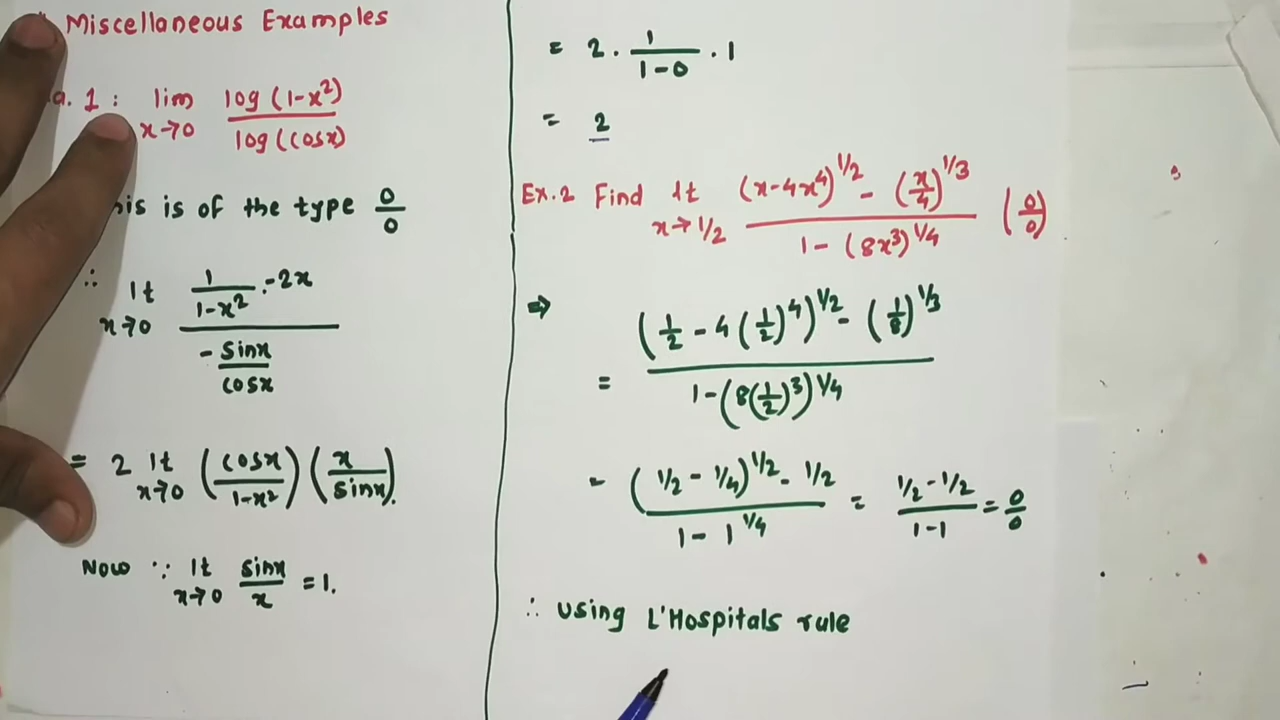 Miscellaneous Examples
1: lim x→0 log(1-x²)/log(cosx)
is of the type 0/0
∴ lt x→0 (1/(1-x²) · -2x)/(-sinx/cosx)
= 2 lt x→0 (cosx/(1-x²)) (x/sinx).
Now ∵ lt x→0 sinx/x = 1.
= 2 · 1/(1-0) · 1
= 2
Ex.2 Find lt x→1/2 ((x-4x⁴)^1/2 - (x/4)^1/3)/(1-(8x³)^1/4) (0/0)
⇒
= ((1/2 - 4(1/2)⁴)^1/2 - (1/8)^1/3)/(1-(8(1/2)³)^1/4)
= ((1/2 - 1/4)^1/2 - 1/2)/(1 - 1^1/4) = (1/2 - 1/2)/(1-1) = 0/0
∴ using L'Hospitals rule